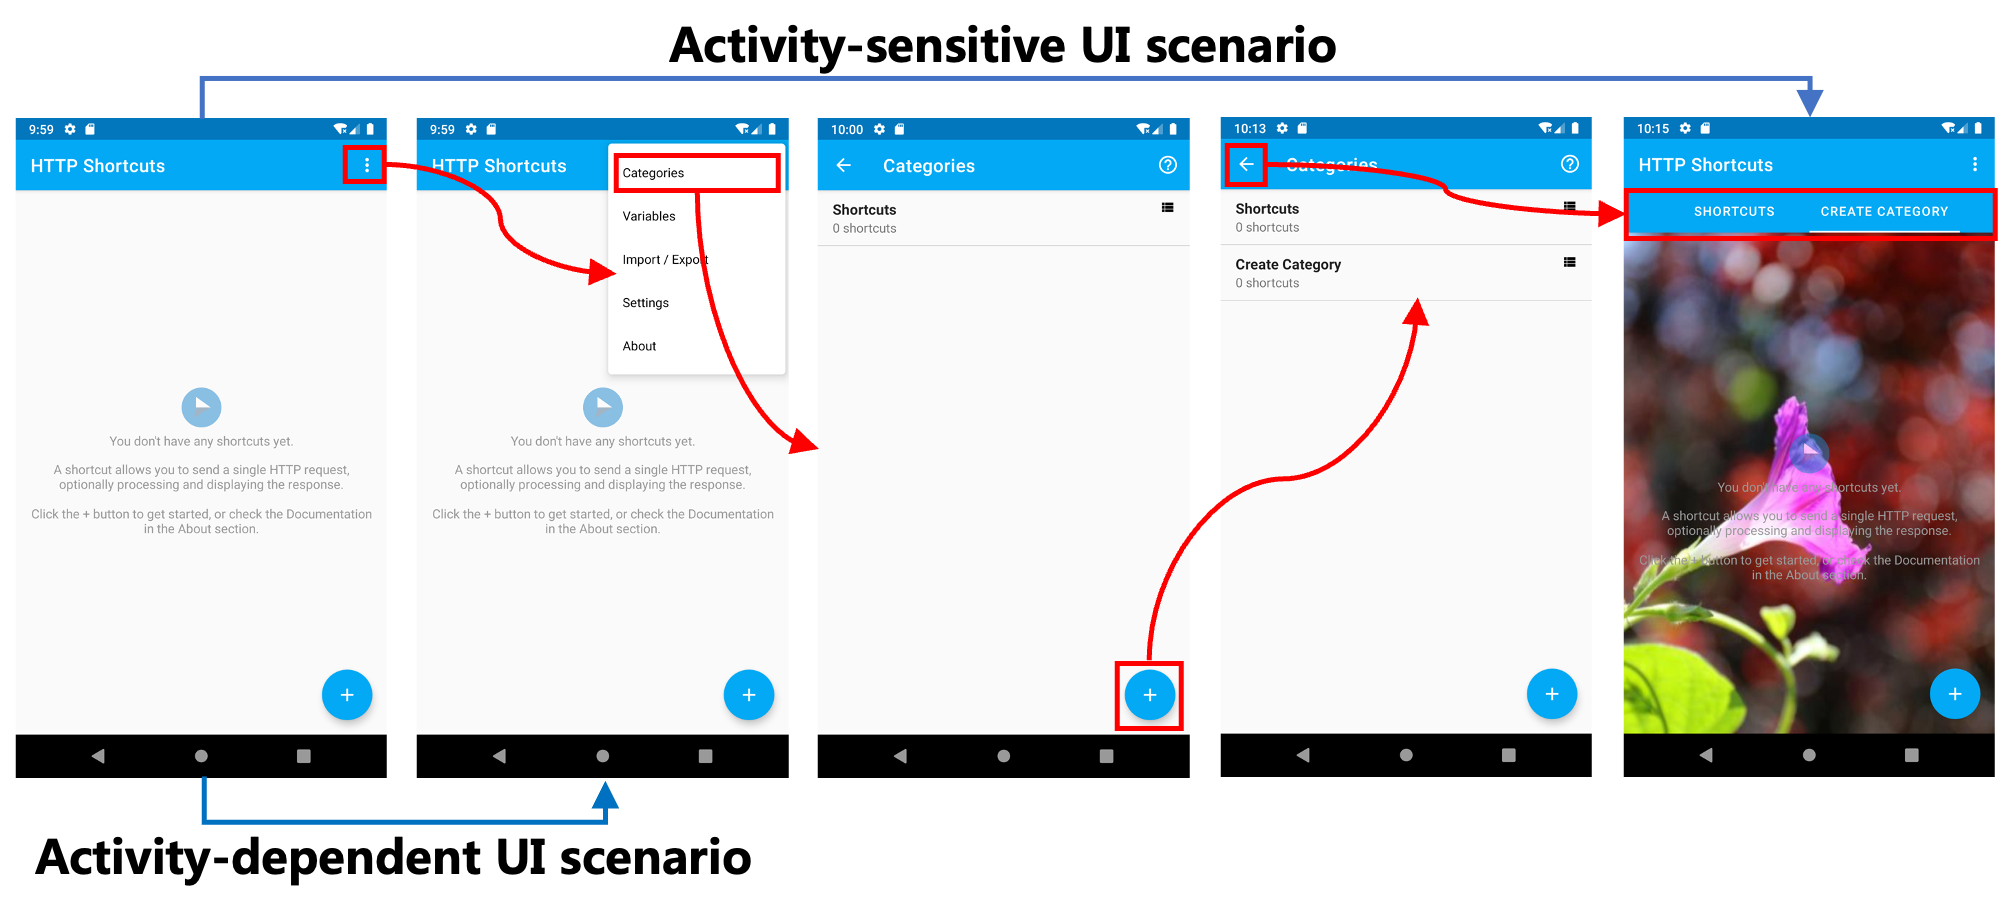 Activity-sensitive UI scenario
9:59
HTTP Shortcuts
You don't have any shortcuts yet.
A shortcut allows you to send a single HTTP request,
optionally processing and displaying the response.
Click the + button to get started, or check the Documentation
in the About section.
9:59
HTTP Shortcuts
Categories
Variables
Import / Export
Settings
About
You don't have any shortcuts yet.
A shortcut allows you to send a single HTTP request,
optionally processing and displaying the response.
Click the + button to get started, or check the Documentation
in the About section.
10:00
Categories
Shortcuts
0 shortcuts
10:13
Categories
Shortcuts
0 shortcuts
Create Category
0 shortcuts
10:15
HTTP Shortcuts
SHORTCUTS CREATE CATEGORY
You don't have any shortcuts yet.
A shortcut allows you to send a single HTTP request,
optionally processing and displaying the response.
Click the + button to get started, or check the Documentation
in the About section.
Activity-dependent UI scenario